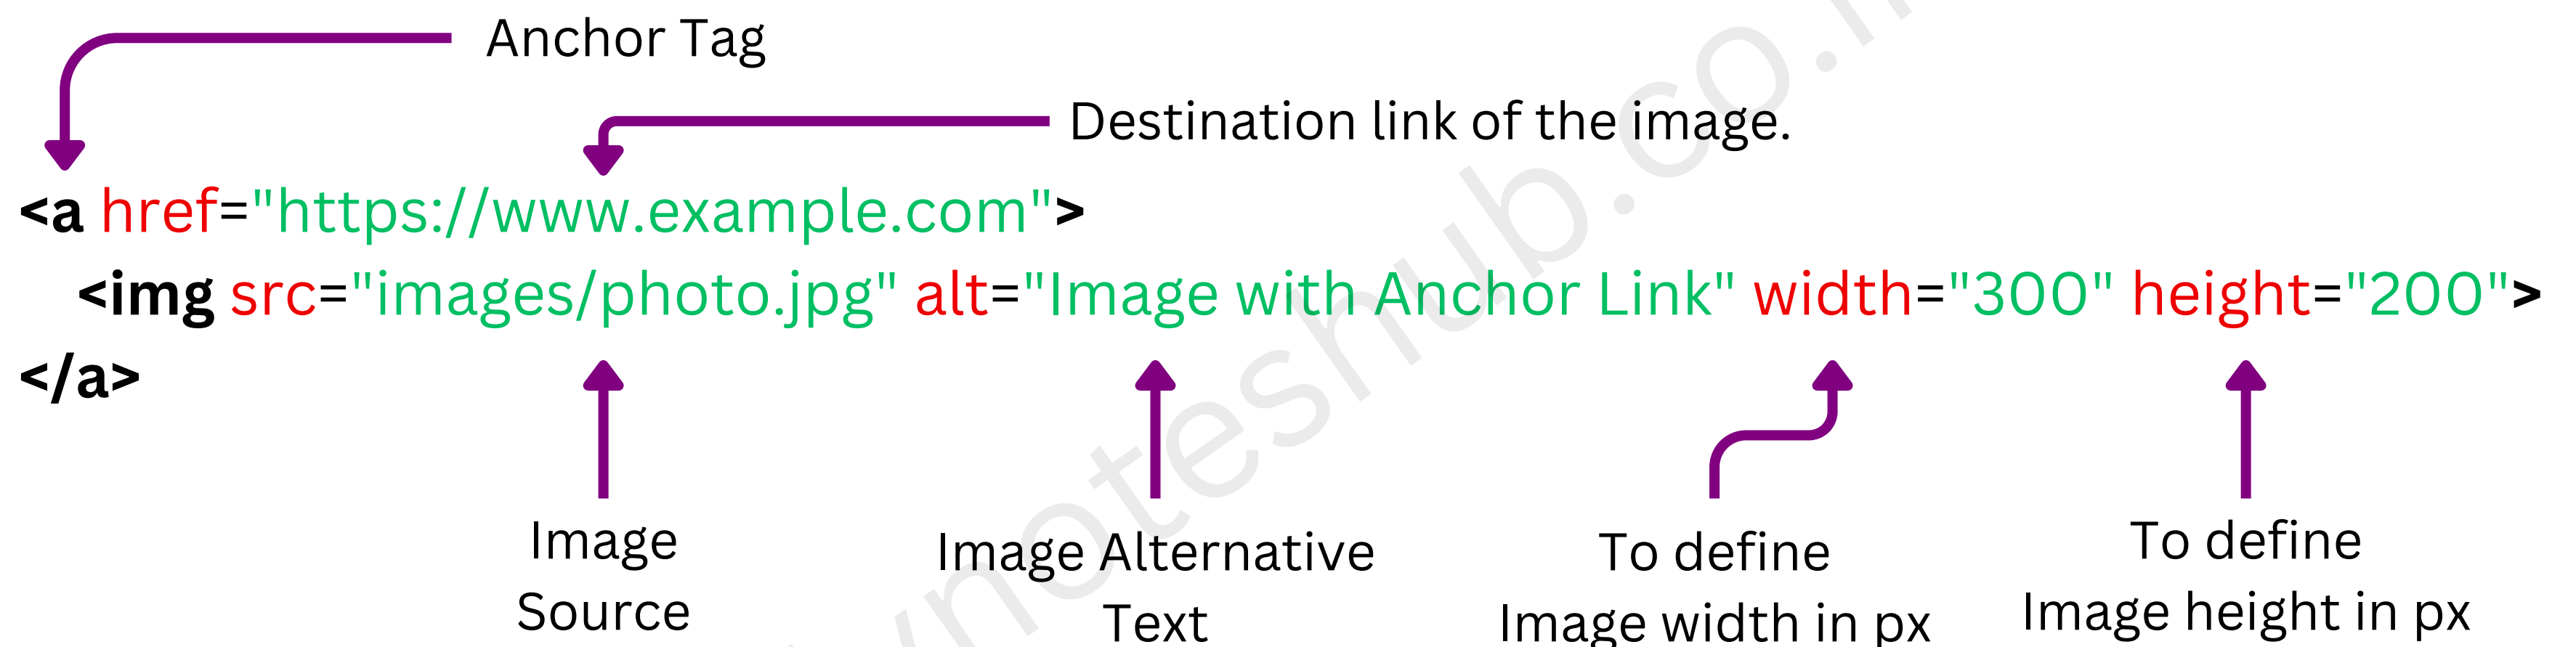 Anchor Tag
Destination link of the image.
<a href="https://www.example.com">
<img src="images/photo.jpg" alt="Image with Anchor Link" width="300" height="200">
</a>
Image
Source
Image Alternative
Text
To define
Image width in px
To define
Image height in px